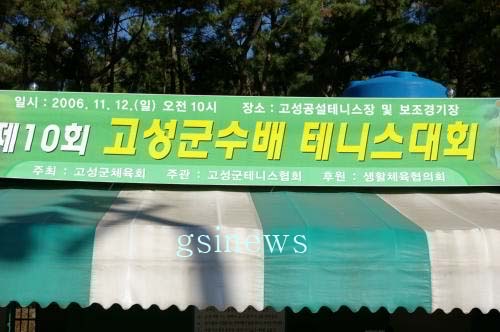 일시 : 2006. 11. 12.(일) 오전 10시 장소 : 고성공설테니스장 및 보조경기장
제10회 고성군수배 테니스대회
주최 : 고성군체육회 주관 : 고성군테니스협회 후원 : 생활체육협의회
gsinews